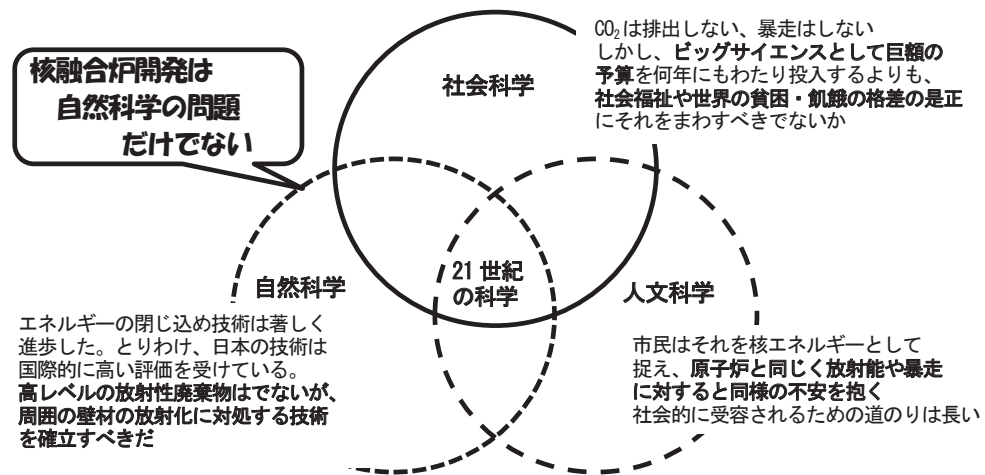 核融合炉開発は
自然科学の問題
だけでない
社会科学
CO₂は排出しない、暴走はしない
しかし、ビッグサイエンスとして巨額の
予算を何年にもわたり投入するよりも、
社会福祉や世界の貧困・飢餓の格差の是正
にそれをまわすべきでないか
自然科学
21世紀
の科学
人文科学
エネルギーの閉じ込め技術は著しく
進歩した。とりわけ、日本の技術は
国際的に高い評価を受けている。
高レベルの放射性廃棄物はでないが、
周囲の壁材の放射化に対処する技術
を確立すべきだ
市民はそれを核エネルギーとして
捉え、原子炉と同じく放射能や暴走
に対すると同様の不安を抱く
社会的に受容されるための道のりは長い